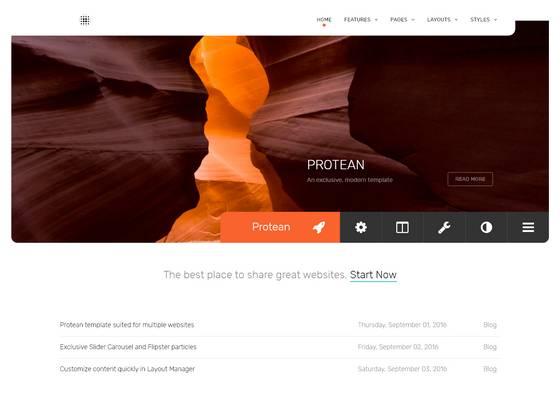 HOME FEATURES PAGES LAYOUTS STYLES
PROTEAN
An exclusive, modern template
READ MORE
Protean
The best place to share great websites. Start Now
Protean template suited for multiple websites Thursday, September 01, 2016 Blog
Exclusive Slider Carousel and Flipster particles Friday, September 02, 2016 Blog
Customize content quickly in Layout Manager Saturday, September 03, 2016 Blog